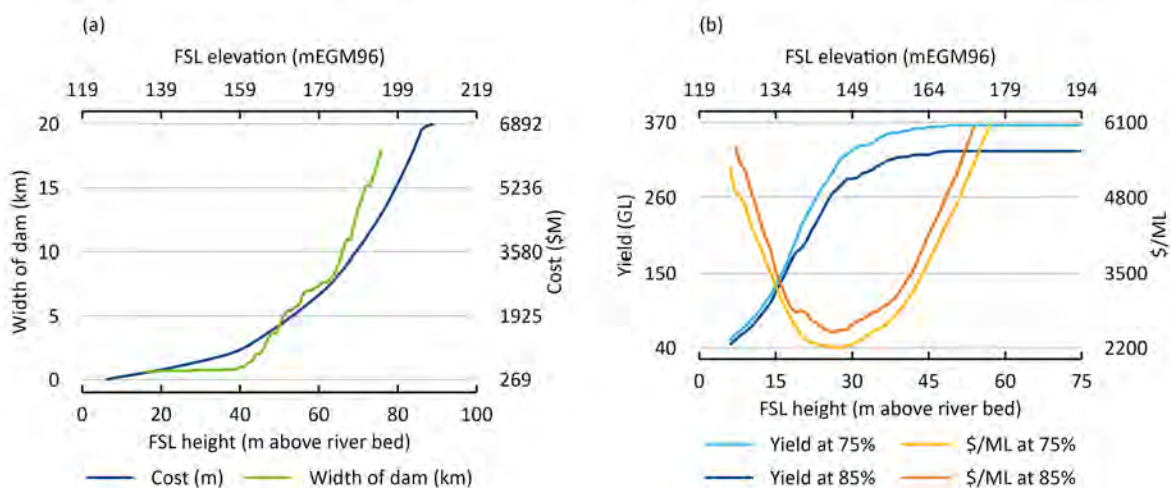 (a)
FSL elevation (mEGM96)
119 139 159 179 199 219
20 6892
15 5236
10 3580
5 1925
0 269
Width of dam (km)
Cost ($M)
0 20 40 60 80 100
FSL height (m above river bed)
Cost (m) Width of dam (km)
(b)
FSL elevation (mEGM96)
119 134 149 164 179 194
370 6100
260 4800
150 3500
40 2200
Yield (GL)
$/ML
0 15 30 45 60 75
FSL height (m above river bed)
Yield at 75% $/ML at 75%
Yield at 85% $/ML at 85%